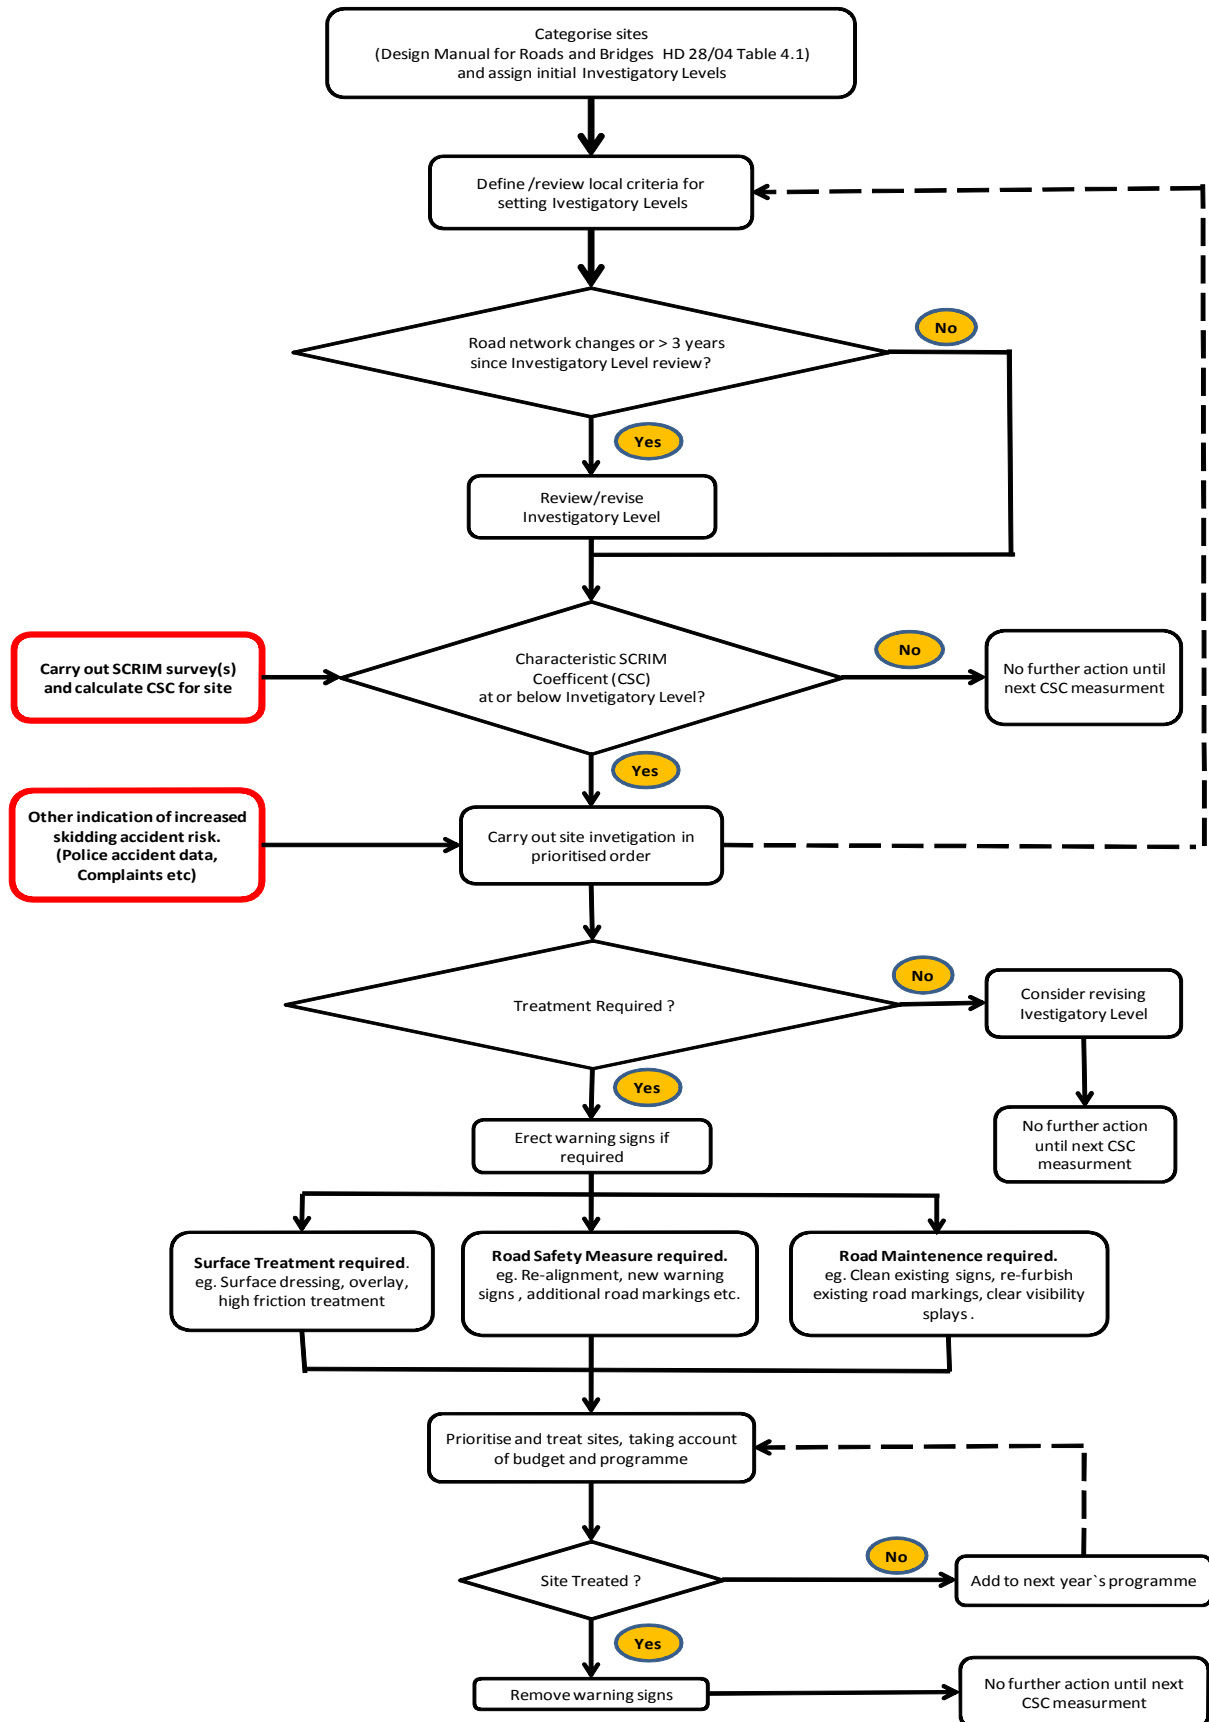 Categorise sites
(Design Manual for Roads and Bridges HD 28/04 Table 4.1)
and assign initial Investigatory Levels
Define /review local criteria for
setting Ivestigatory Levels
Road network changes or > 3 years
since Investigatory Level review?
No
Yes
Review/revise
Investigatory Level
Carry out SCRIM survey(s)
and calculate CSC for site
Characteristic SCRIM
Coefficent (CSC)
at or below Invetigatory Level?
No
No further action until
next CSC measurment
Yes
Other indication of increased
skidding accident risk.
(Police accident data,
Complaints etc)
Carry out site invetigation in
prioritised order
Treatment Required ?
No
Consider revising
Ivestigatory Level
Yes
No further action
until next CSC
measurment
Erect warning signs if
required
Surface Treatment required.
eg. Surface dressing, overlay,
high friction treatment
Road Safety Measure required.
eg. Re-alignment, new warning
signs , additional road markings etc.
Road Maintenence required.
eg. Clean existing signs, re-furbish
existing road markings, clear visibility
splays .
Prioritise and treat sites, taking account
of budget and programme
Site Treated ?
No
Add to next year`s programme
Yes
Remove warning signs
No further action until next
CSC measurment